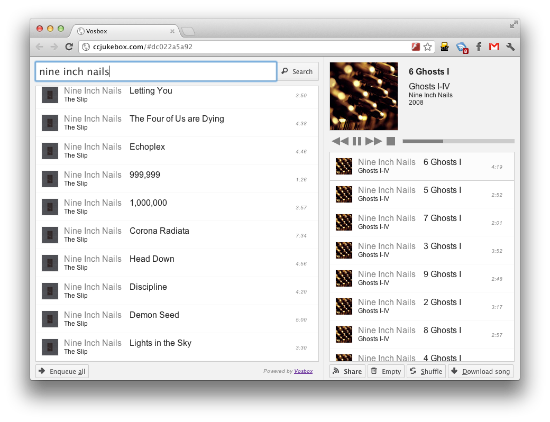 Vosbox
ccjukebox.com/#dc022a5a92
nine inch nails
Search
Nine Inch Nails Letting You
The Slip
Nine Inch Nails The Four of Us are Dying 4:38
The Slip
Nine Inch Nails Echoplex 4:46
The Slip
Nine Inch Nails 999,999 1:26
The Slip
Nine Inch Nails 1,000,000 3:57
The Slip
Nine Inch Nails Corona Radiata 7:34
The Slip
Nine Inch Nails Head Down 4:56
The Slip
Nine Inch Nails Discipline 4:20
The Slip
Nine Inch Nails Demon Seed 5:00
The Slip
Nine Inch Nails Lights in the Sky 3:30
The Slip
Enqueue all
Powered by Vosbox
6 Ghosts I
Ghosts I-IV
Nine Inch Nails
2008
Nine Inch Nails 6 Ghosts I 4:19
Ghosts I-IV
Nine Inch Nails 5 Ghosts I 2:52
Ghosts I-IV
Nine Inch Nails 7 Ghosts I 2:01
Ghosts I-IV
Nine Inch Nails 3 Ghosts I 3:52
Ghosts I-IV
Nine Inch Nails 9 Ghosts I 2:48
Ghosts I-IV
Nine Inch Nails 2 Ghosts I 3:17
Ghosts I-IV
Nine Inch Nails 8 Ghosts I 2:57
Ghosts I-IV
Nine Inch Nails 4 Ghosts I
Share
Empty
Shuffle
Download song